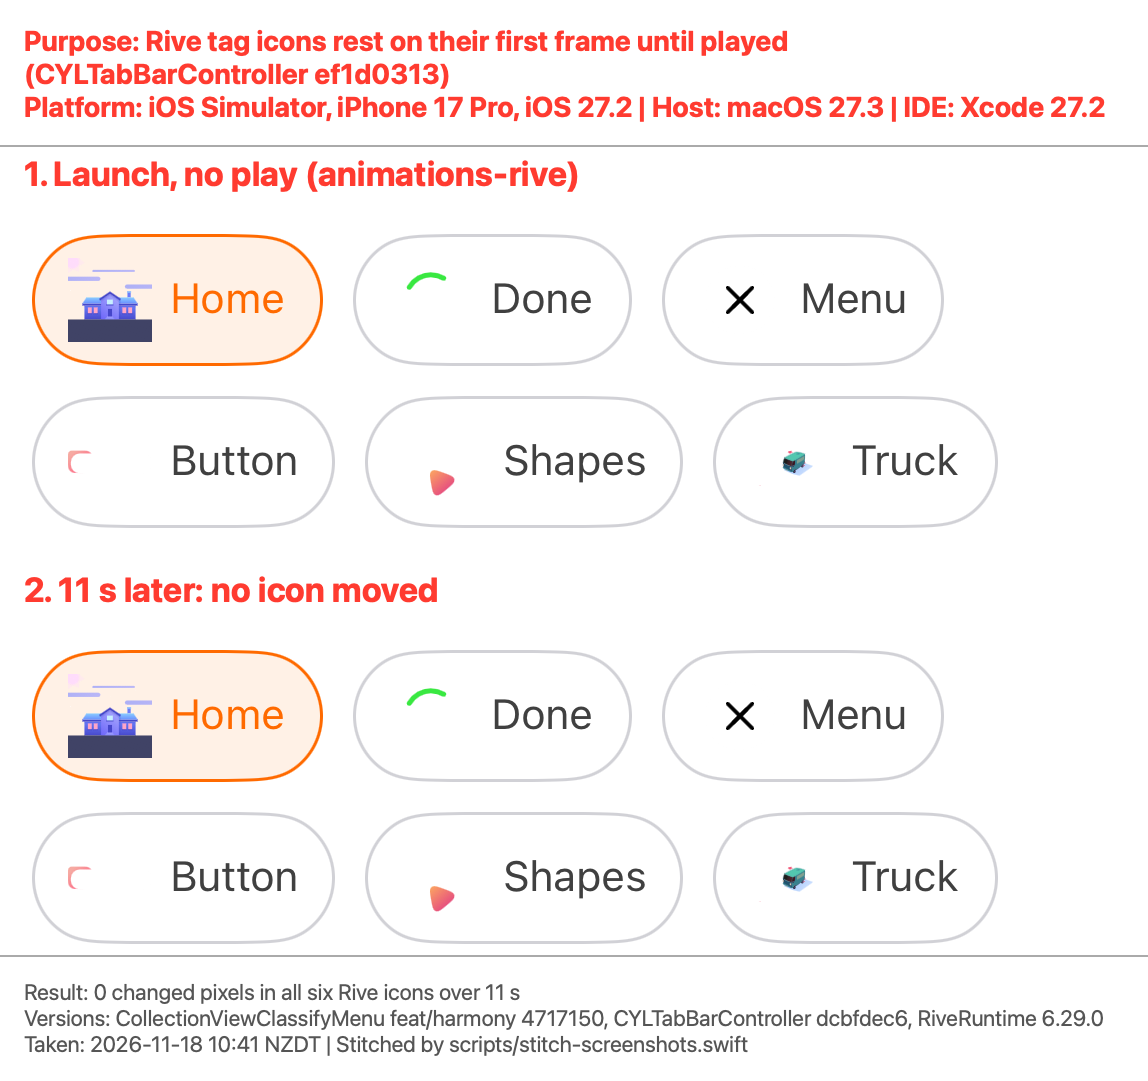 Purpose: Rive tag icons rest on their first frame until played
(CYLTabBarController ef1d0313)
Platform: iOS Simulator, iPhone 17 Pro, iOS 27.2 | Host: macOS 27.3 | IDE: Xcode 27.2
1. Launch, no play (animations-rive)
Home
Done
Menu
Button
Shapes
Truck
2. 11 s later: no icon moved
Home
Done
Menu
Button
Shapes
Truck
Result: 0 changed pixels in all six Rive icons over 11 s
Versions: CollectionViewClassifyMenu feat/harmony 4717150, CYLTabBarController dcbfdec6, RiveRuntime 6.29.0
Taken: 2026-11-18 10:41 NZDT | Stitched by scripts/stitch-screenshots.swift